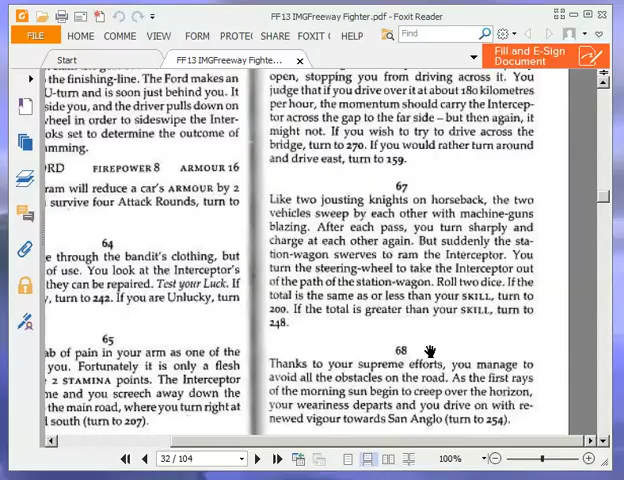 FF13 IMGFreeway Fighter.pdf - Foxit Reader
FILE HOME COMME VIEW FORM PROTE SHARE FOXIT HELP
Find
Start
FF13 IMGFreeway Fighte...
Fill and E-Sign
Document
o the finishing-line. The Ford makes an
U-turn and is soon just behind you. It
side you, and the driver pulls down on
wheel in order to sideswipe the Inter-
oks set to determine the outcome of
amming.
ORD FIREPOWER 8 ARMOUR 16
ram will reduce a car's ARMOUR by 2
survive four Attack Rounds, turn to
64
e through the bandit's clothing, but
of use. You look at the Interceptor's
they can be repaired. Test your Luck. If
y, turn to 242. If you are Unlucky, turn
65
ab of pain in your arm as one of the
you. Fortunately it is only a flesh
2 STAMINA points. The Interceptor
me and you screech away down the
the main road, where you turn right at
d south (turn to 207).
open, stopping you from driving across it. You
judge that if you drive over it at about 180 kilometres
per hour, the momentum should carry the Intercep-
tor across the gap to the far side – but then again, it
might not. If you wish to try to drive across the
bridge, turn to 270. If you would rather turn around
and drive east, turn to 159.
67
Like two jousting knights on horseback, the two
vehicles sweep by each other with machine-guns
blazing. After each pass, you turn sharply and
charge at each other again. But suddenly the sta-
tion-wagon swerves to ram the Interceptor. You
turn the steering-wheel to take the Interceptor out
of the path of the station-wagon. Roll two dice. If the
total is the same as or less than your SKILL, turn to
200. If the total is greater than your SKILL, turn to
248.
68
Thanks to your supreme efforts, you manage to
avoid all the obstacles on the road. As the first rays
of the morning sun begin to creep over the horizon,
your weariness departs and you drive on with re-
newed vigour towards San Anglo (turn to 254).
32 / 104
100%